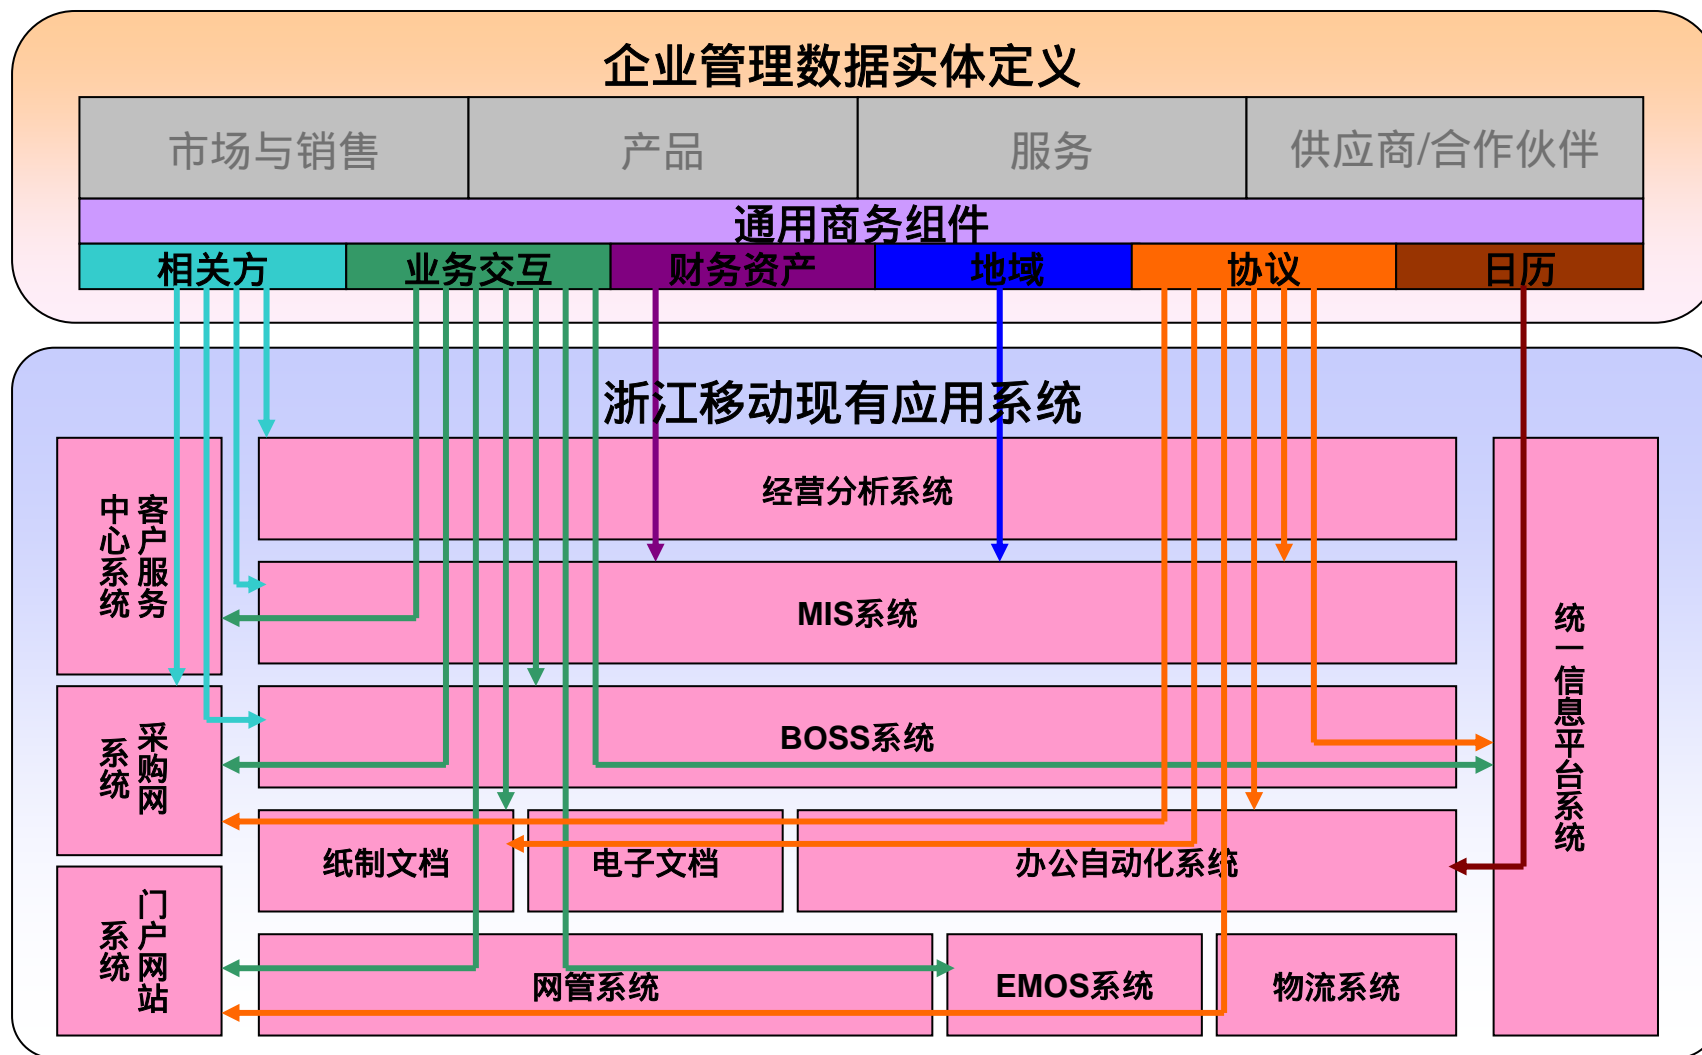 企业管理数据实体定义
市场与销售
产品
服务
供应商/合作伙伴
通用商务组件
相关方
业务交互
财务资产
地域
协议
日历
浙江移动现有应用系统
客户服务
中心系统
经营分析系统
MIS系统
统一信息平台系统
采购网
系统
BOSS系统
纸制文档
电子文档
办公自动化系统
门户网站
系统
网管系统
EMOS系统
物流系统